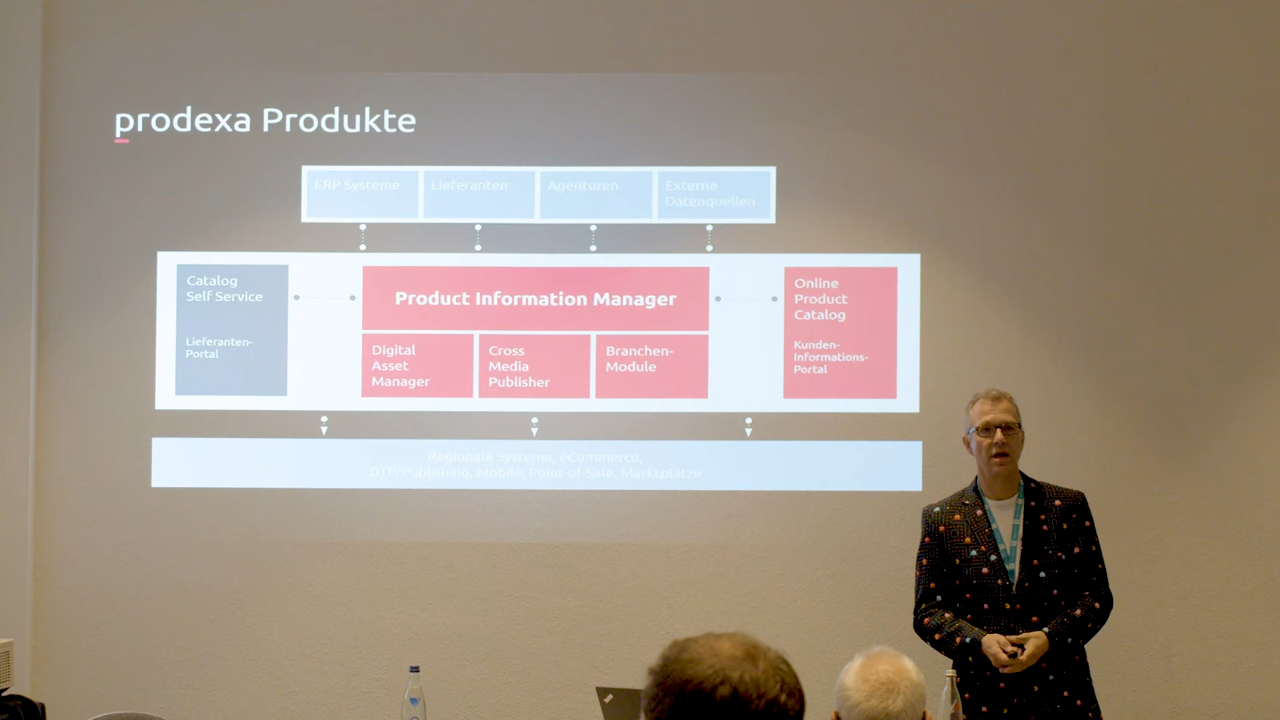 prodexa Produkte
ERP Systeme
Lieferanten
Agenturen
Externe
Datenquellen
Catalog
Self Service
Lieferanten-
Portal
Product Information Manager
Digital
Asset
Manager
Cross
Media
Publisher
Branchen-
Module
Online
Product
Catalog
Kunden-
Informations-
Portal
Regionale Systeme, eCommerce,
DTP/Publishing, Mobile, Point-of-Sale, Marktplätze